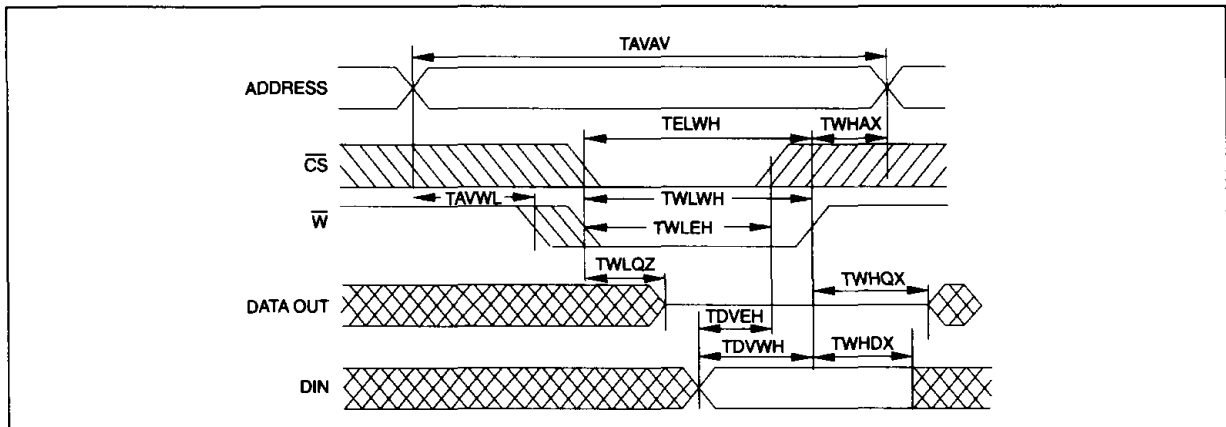 TAVAV
ADDRESS
TELWH TWHAX
CS
TAVWL TWLWH
W
TWLEH
TWLQZ TWHQX
DATA OUT
TDVEH
TDVWH TWHDX
DIN